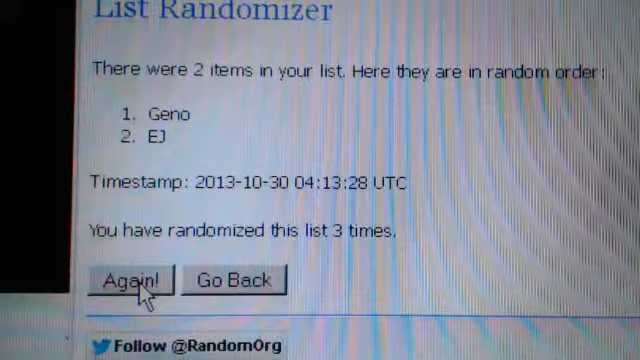 List Randomizer
There were 2 items in your list. Here they are in random order:
1. Geno
2. EJ
Timestamp: 2013-10-30 04:13:28 UTC
You have randomized this list 3 times.
Again! Go Back
Follow @RandomOrg